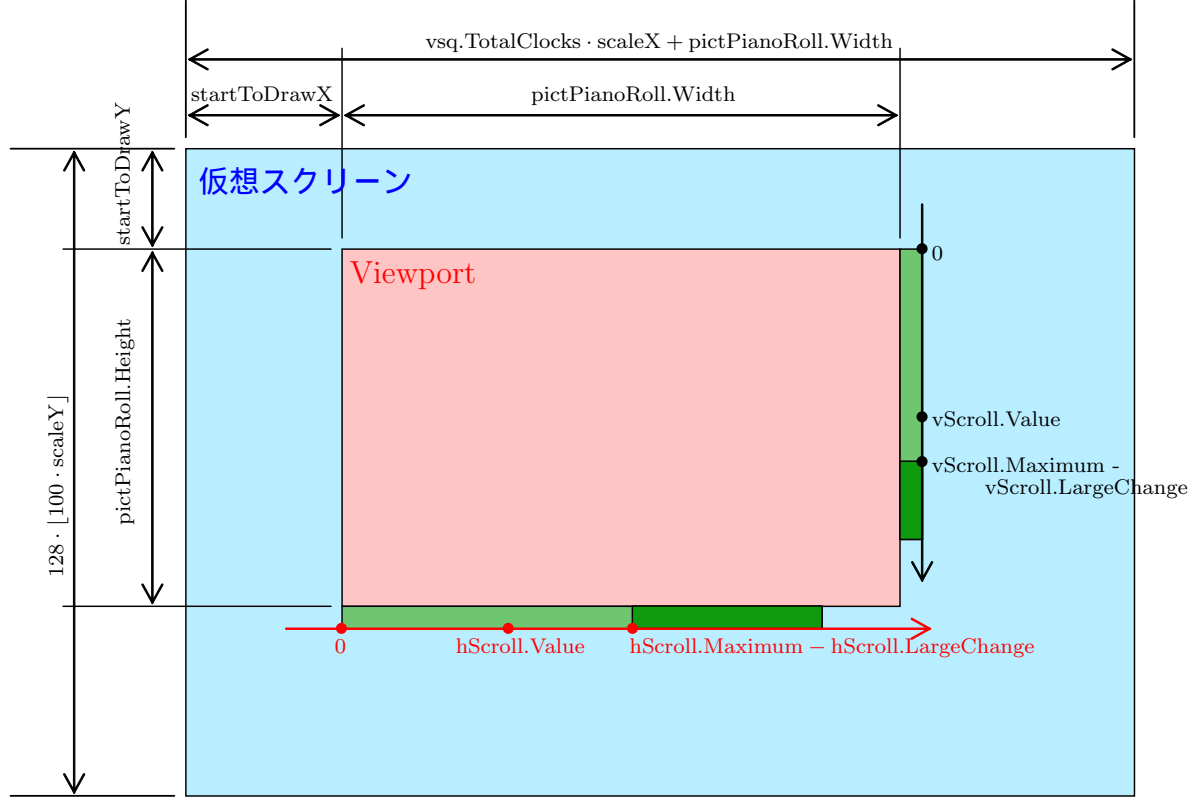 vsq.TotalClocks · scaleX + pictPianoRoll.Width
startToDrawX
pictPianoRoll.Width
startToDrawY
仮想スクリーン
0
Viewport
pictPianoRoll.Height
128 · ⌊100 · scaleY⌋
vScroll.Value
vScroll.Maximum -
vScroll.LargeChange
0
hScroll.Value
hScroll.Maximum − hScroll.LargeChange